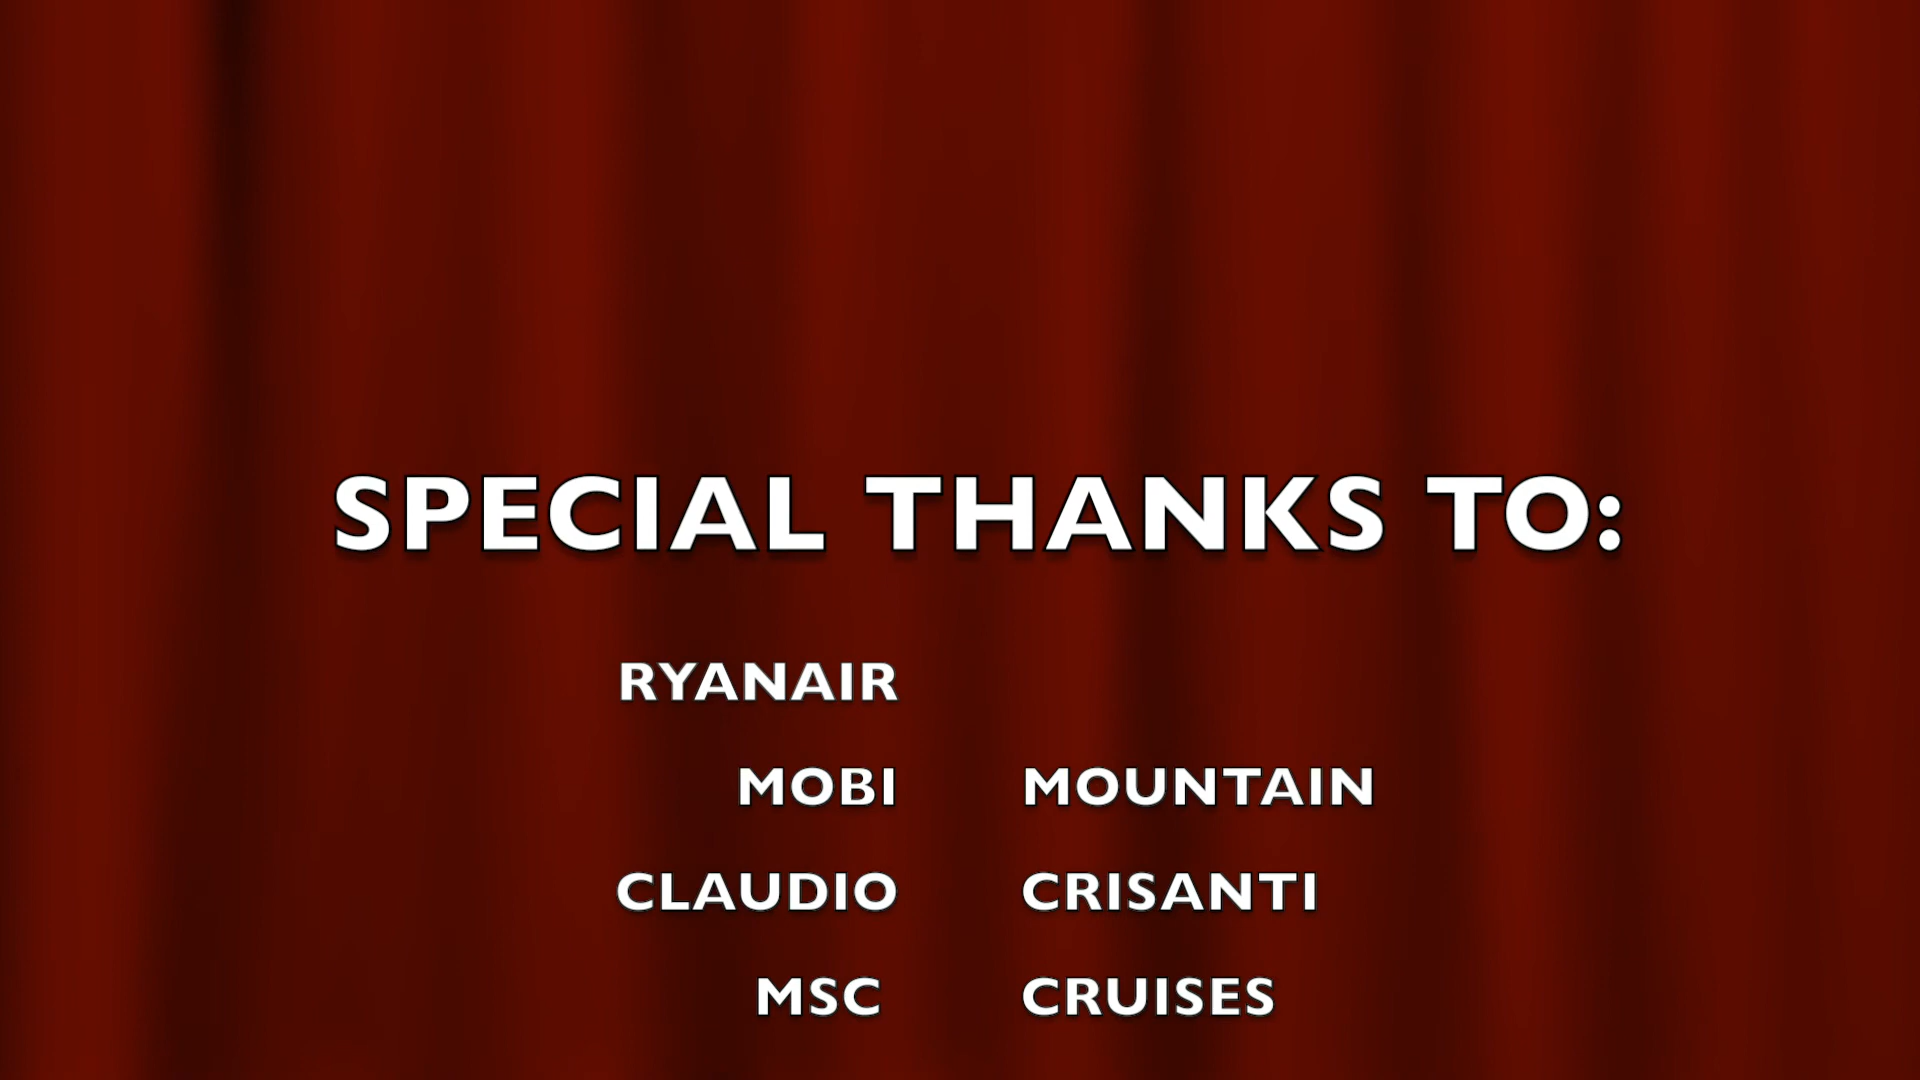 SPECIAL THANKS TO:
RYANAIR
MOBI MOUNTAIN
CLAUDIO CRISANTI
MSC CRUISES